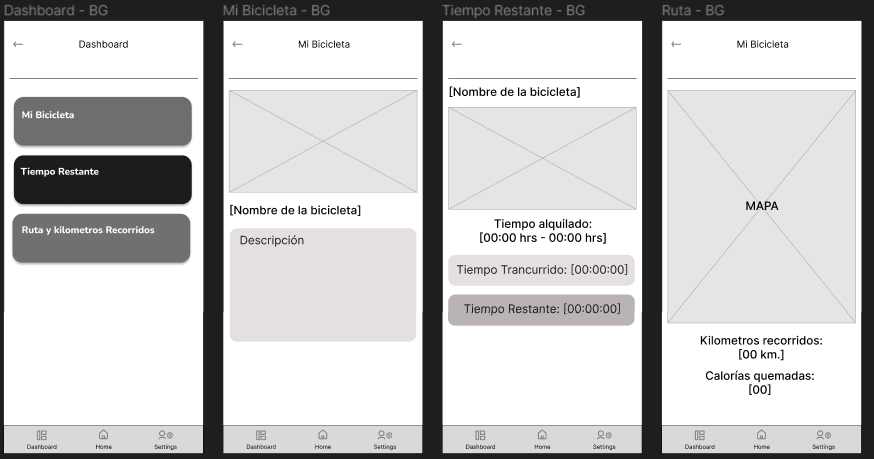 Dashboard - BG
Mi Bicicleta - BG
Tiempo Restante - BG
Ruta - BG
Dashboard
Mi Bicicleta
Tiempo Restante
Ruta y kilometros Recorridos
Dashboard
Home
Settings
Mi Bicicleta
[Nombre de la bicicleta]
Descripción
Dashboard
Home
Settings
[Nombre de la bicicleta]
Tiempo alquilado:
[00:00 hrs - 00:00 hrs]
Tiempo Trancurrido: [00:00:00]
Tiempo Restante: [00:00:00]
Dashboard
Home
Settings
Mi Bicicleta
MAPA
Kilometros recorridos:
[00 km.]
Calorías quemadas:
[00]
Dashboard
Home
Settings